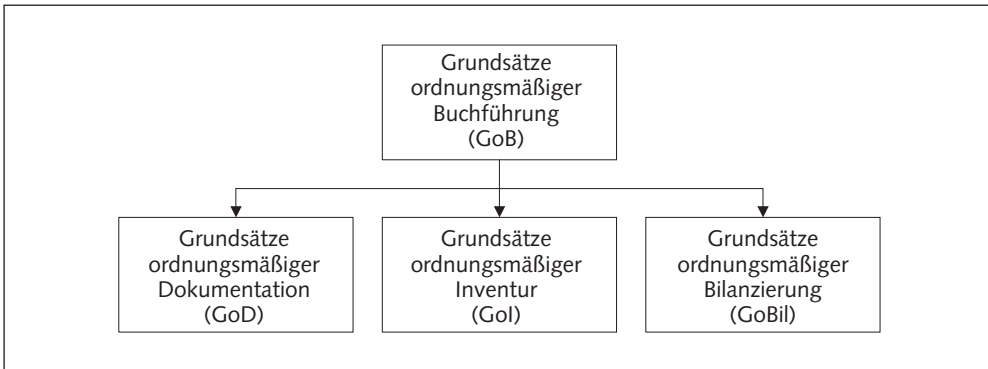 Grundsätze
ordnungsmäßiger
Buchführung
(GoB)
Grundsätze
ordnungsmäßiger
Dokumentation
(GoD)
Grundsätze
ordnungsmäßiger
Inventur
(GoI)
Grundsätze
ordnungsmäßiger
Bilanzierung
(GoBil)